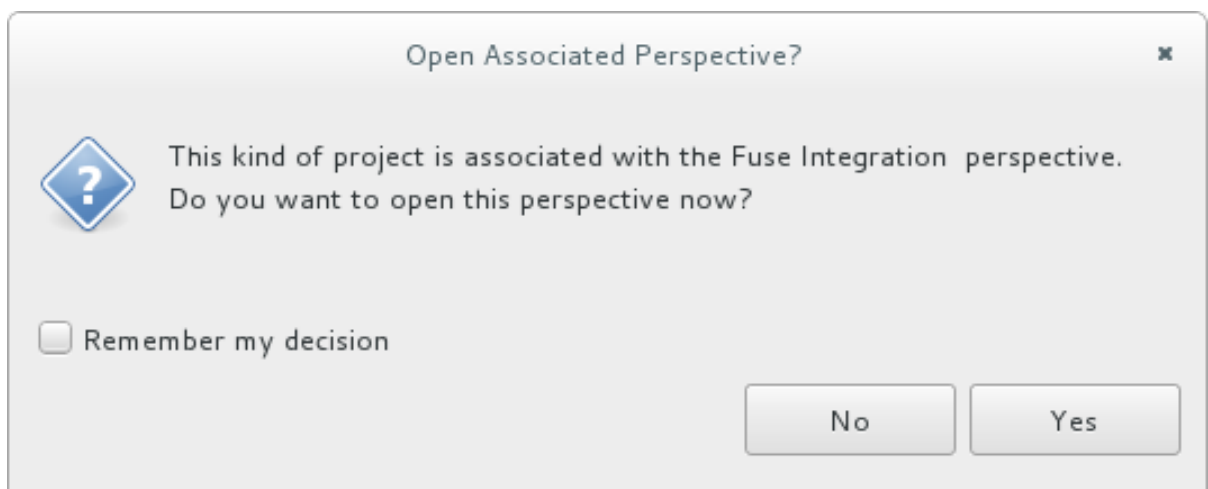 Open Associated Perspective?
This kind of project is associated with the Fuse Integration  perspective.
Do you want to open this perspective now?
Remember my decision
No
Yes